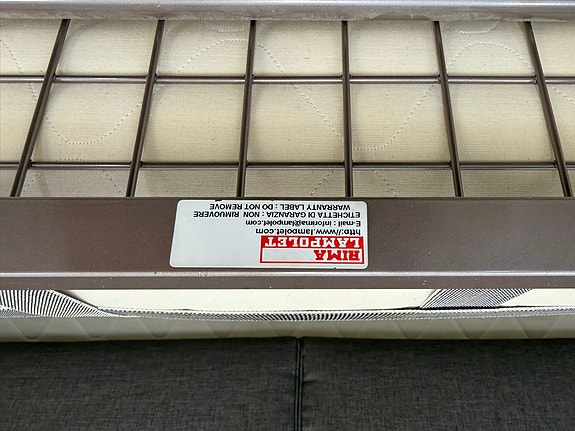 RIMA
LAMPOLET
http://www.lampolet.com
E-mail : inforima@lampolet.com
ETICHETTA DI GARANZIA : NON RIMUOVERE
WARRANTY LABEL : DO NOT REMOVE